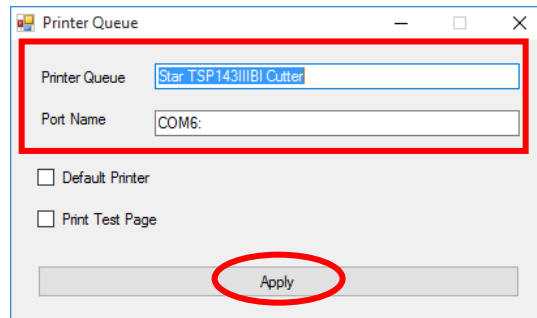 Printer Queue
Printer Queue Star TSP143IIIBI Cutter
Port Name COM6:
Default Printer
Print Test Page
Apply